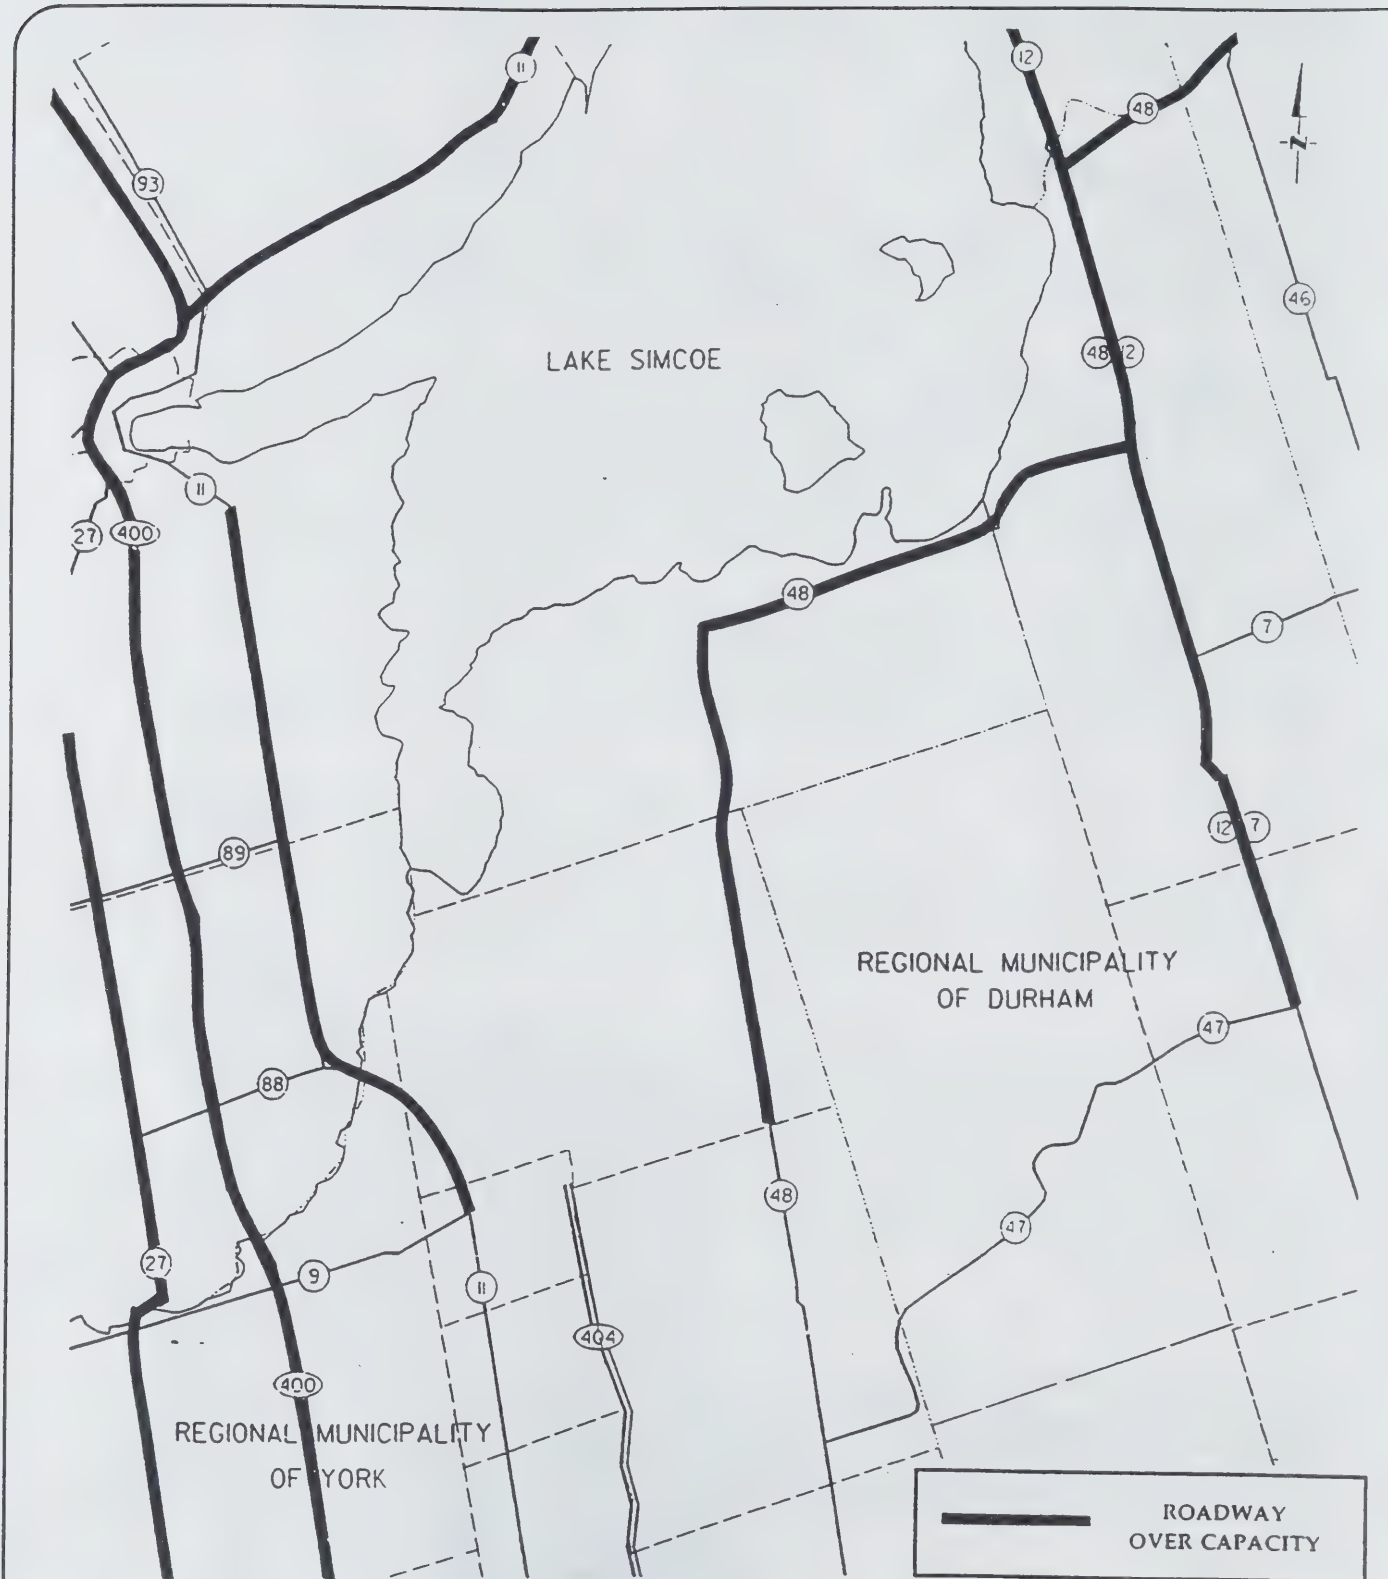 11
12
48
N
93
46
LAKE SIMCOE
48 12
11
27
400
48
7
89
12 7
REGIONAL MUNICIPALITY
OF DURHAM
47
88
48
47
27
9
11
404
400
REGIONAL MUNICIPALITY
OF YORK
ROADWAY
OVER CAPACITY